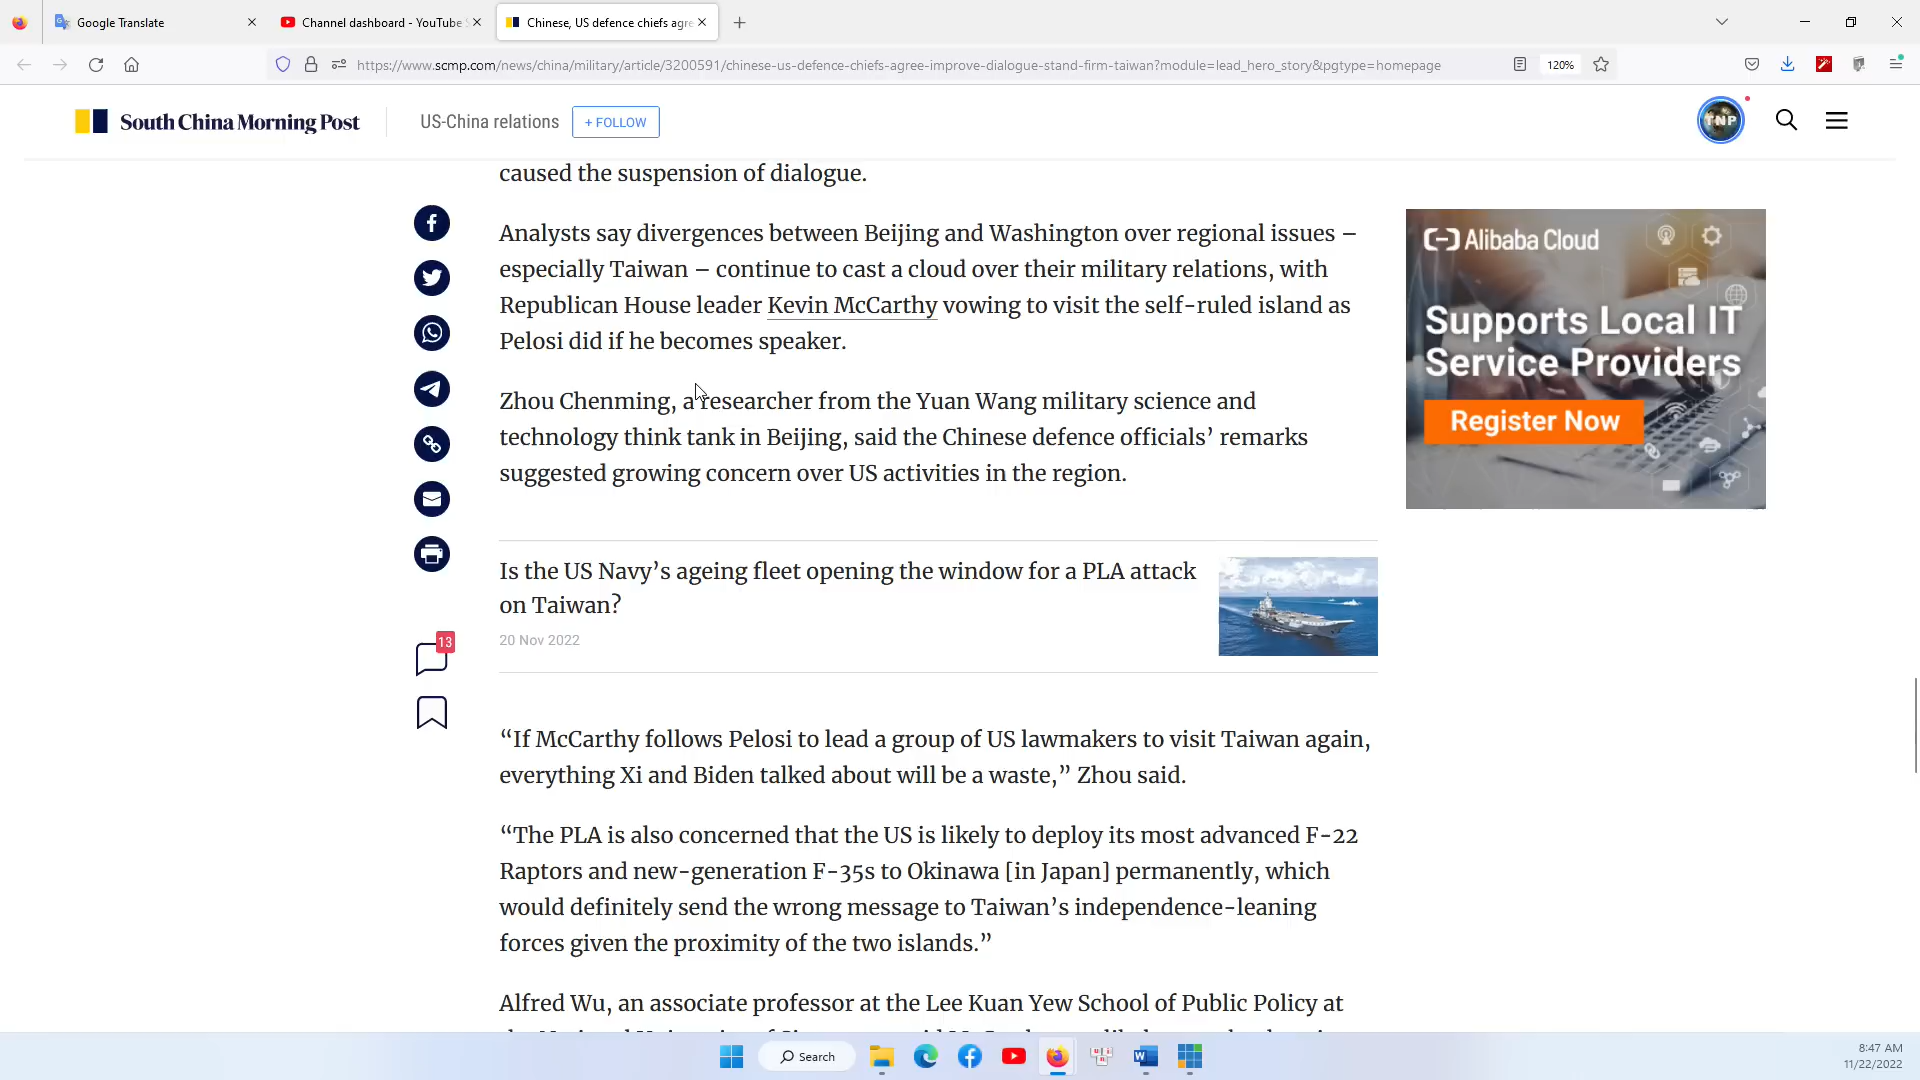 Google Translate
Channel dashboard - YouTube S
Chinese, US defence chiefs agre
https://www.scmp.com/news/china/military/article/3200591/chinese-us-defence-chiefs-agree-improve-dialogue-stand-firm-taiwan?module=lead_hero_story&pgtype=homepage
120%
South China Morning Post
US-China relations
+ FOLLOW
TNP
caused the suspension of dialogue.
Analysts say divergences between Beijing and Washington over regional issues –
especially Taiwan – continue to cast a cloud over their military relations, with
Republican House leader Kevin McCarthy vowing to visit the self-ruled island as
Pelosi did if he becomes speaker.
Zhou Chenming, a researcher from the Yuan Wang military science and
technology think tank in Beijing, said the Chinese defence officials’ remarks
suggested growing concern over US activities in the region.
Alibaba Cloud
Supports Local IT
Service Providers
Register Now
Is the US Navy’s ageing fleet opening the window for a PLA attack
on Taiwan?
20 Nov 2022
13
“If McCarthy follows Pelosi to lead a group of US lawmakers to visit Taiwan again,
everything Xi and Biden talked about will be a waste,” Zhou said.
“The PLA is also concerned that the US is likely to deploy its most advanced F-22
Raptors and new-generation F-35s to Okinawa [in Japan] permanently, which
would definitely send the wrong message to Taiwan’s independence-leaning
forces given the proximity of the two islands.”
Alfred Wu, an associate professor at the Lee Kuan Yew School of Public Policy at
Search
8:47 AM
11/22/2022